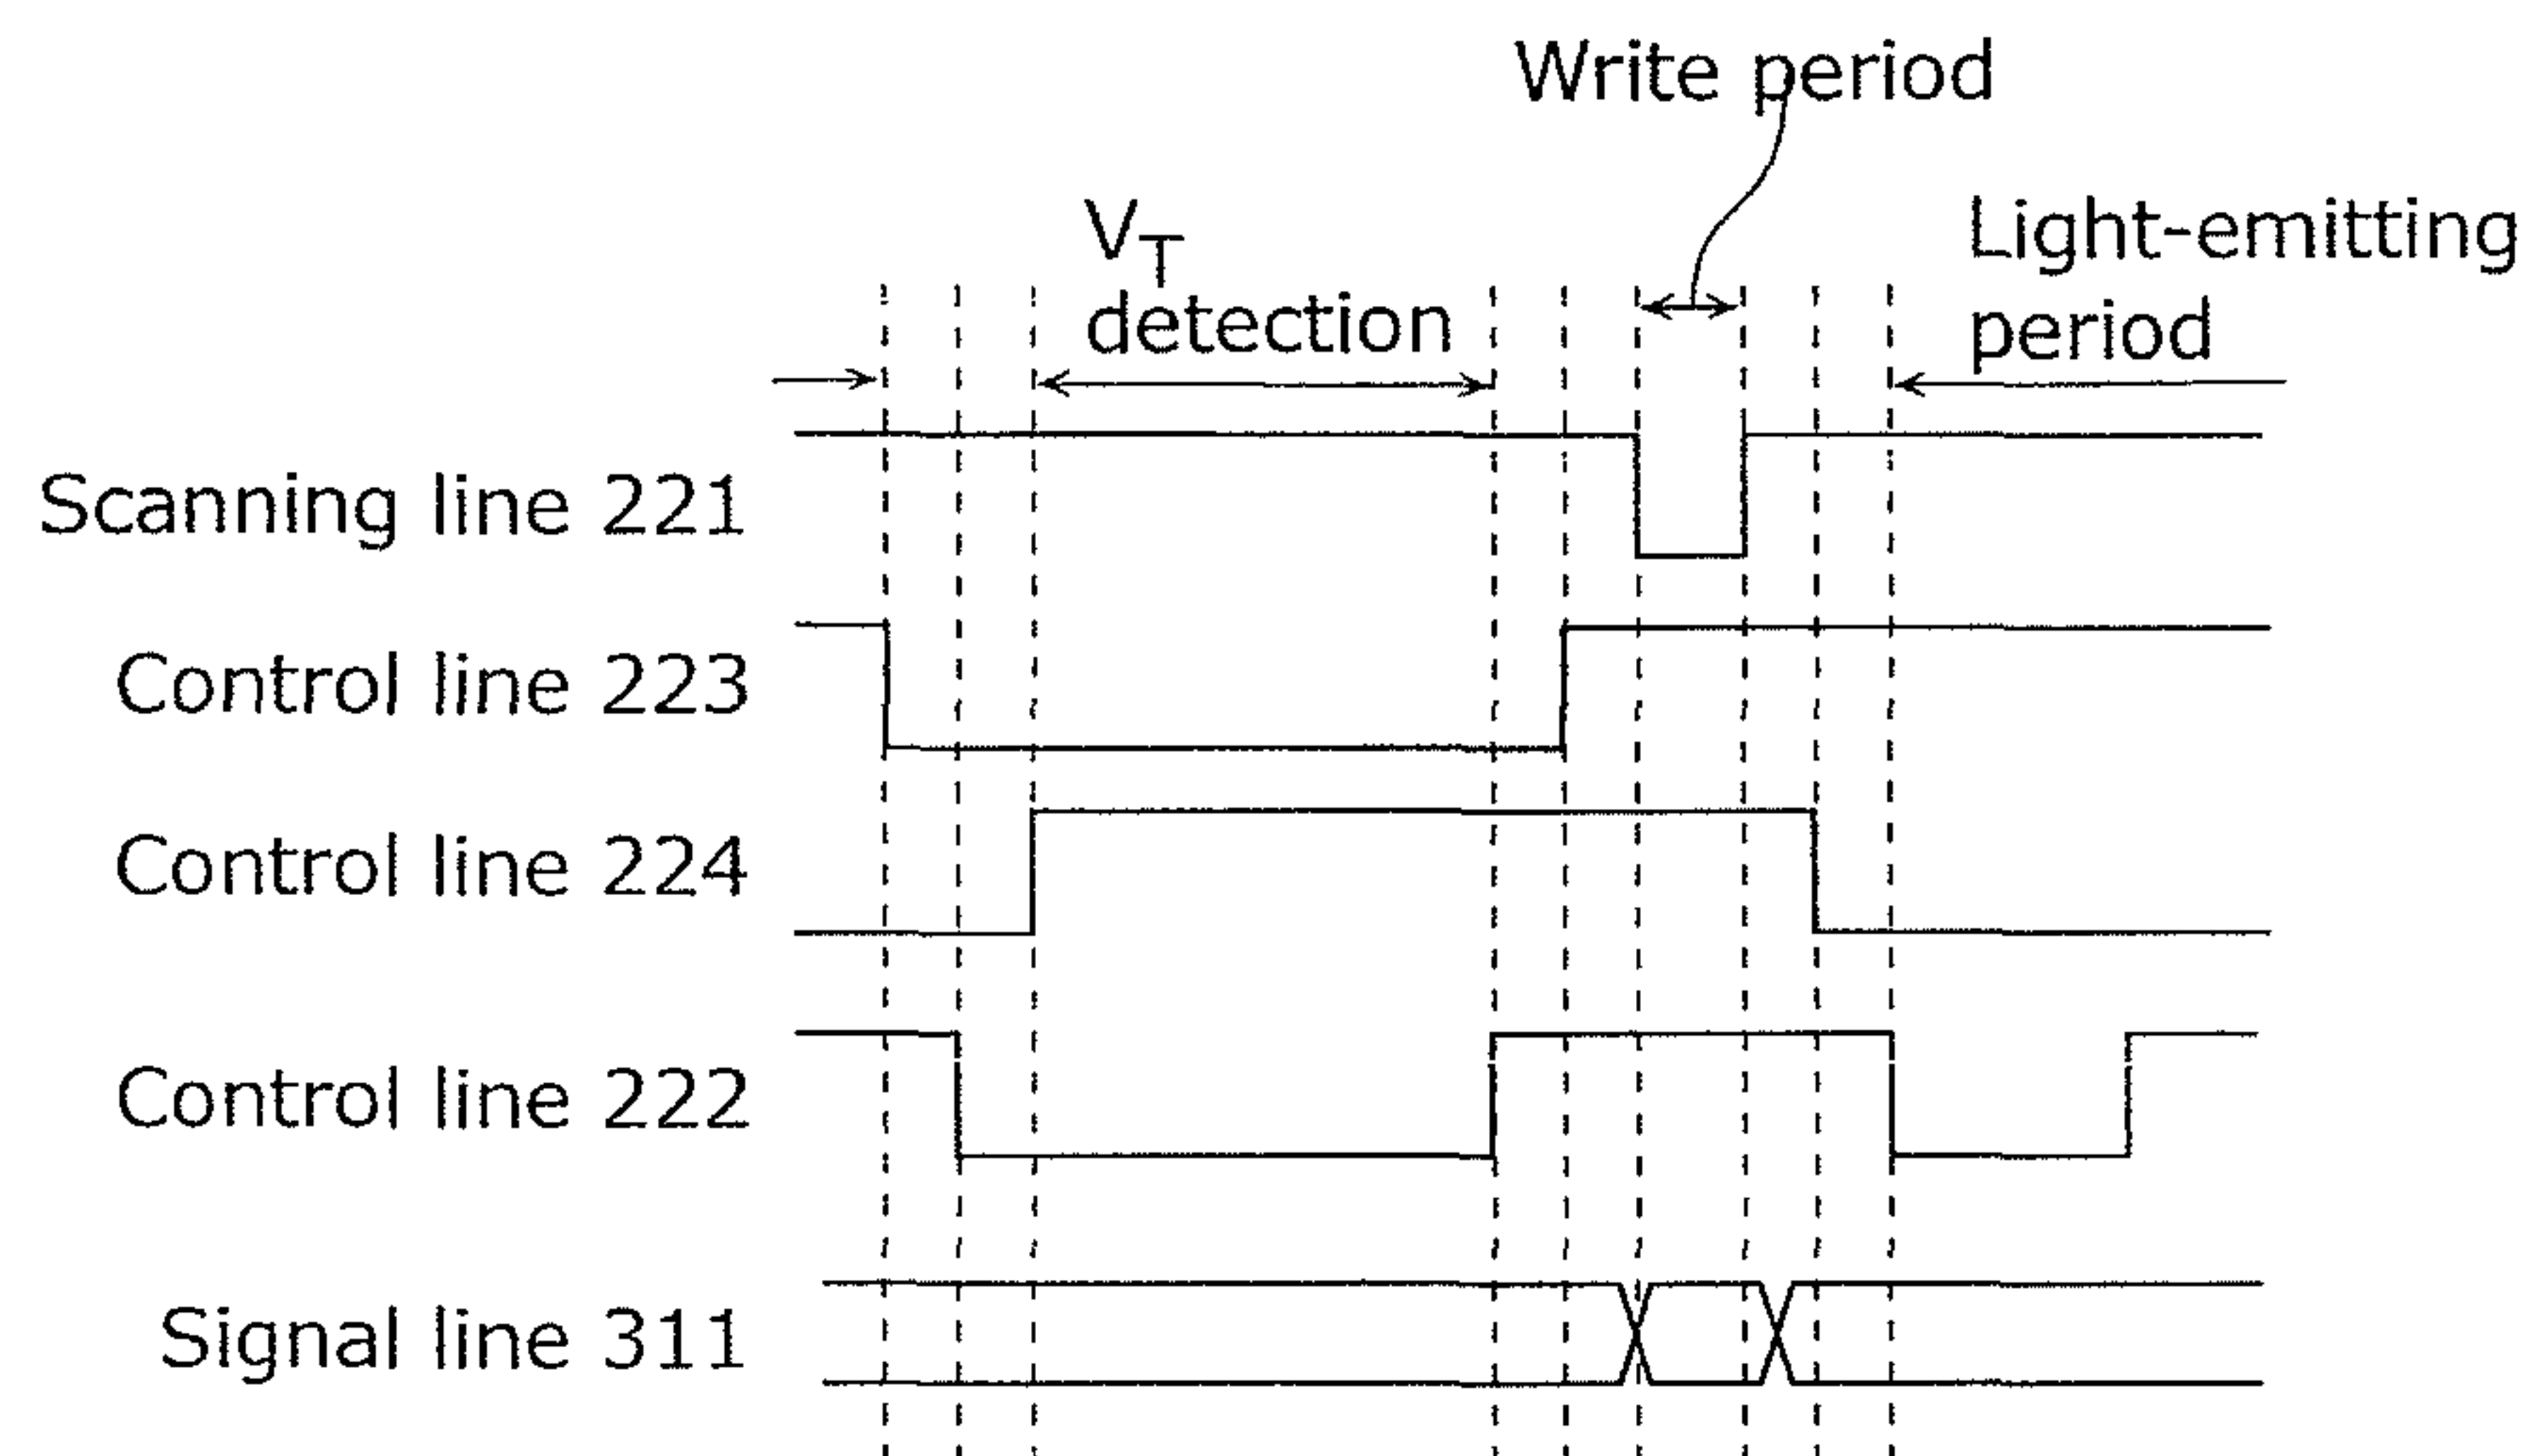 Write period
V_T
detection
Light-emitting
period
Scanning line 221
Control line 223
Control line 224
Control line 222
Signal line 311